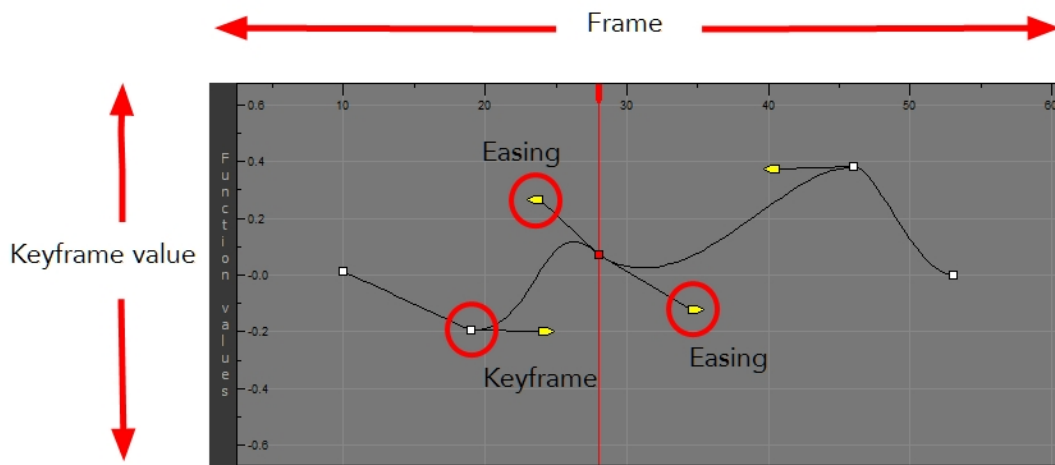 Frame
0.6
10
20
30
40
50
60
Easing
Function values
0.4
0.2
Keyframe value
-0.0
-0.2
Easing
Keyframe
-0.4
-0.6